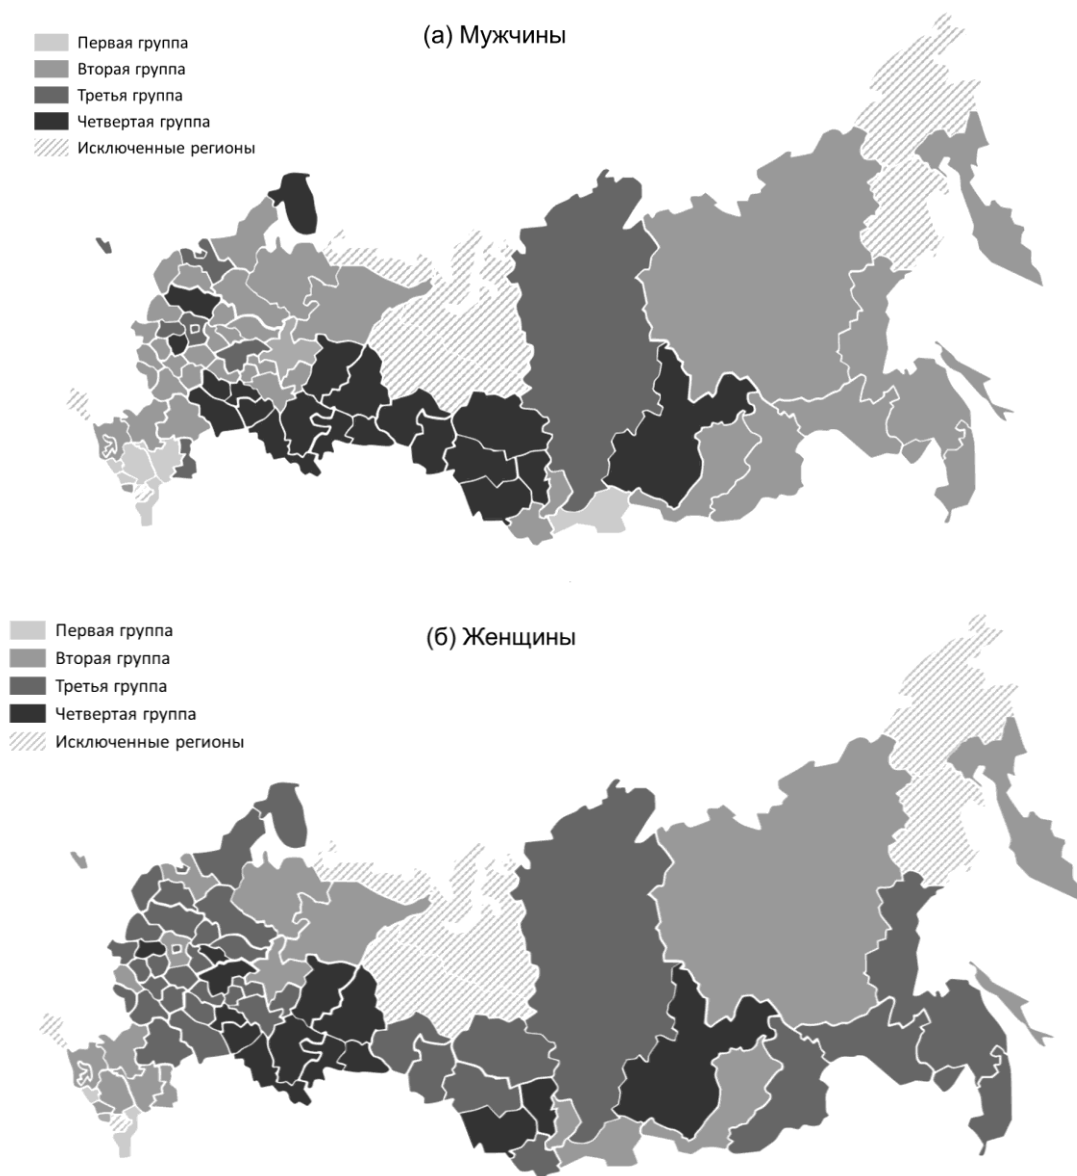 (а) Мужчины
Первая группа
Вторая группа
Третья группа
Четвертая группа
Исключенные регионы
(б) Женщины
Первая группа
Вторая группа
Третья группа
Четвертая группа
Исключенные регионы